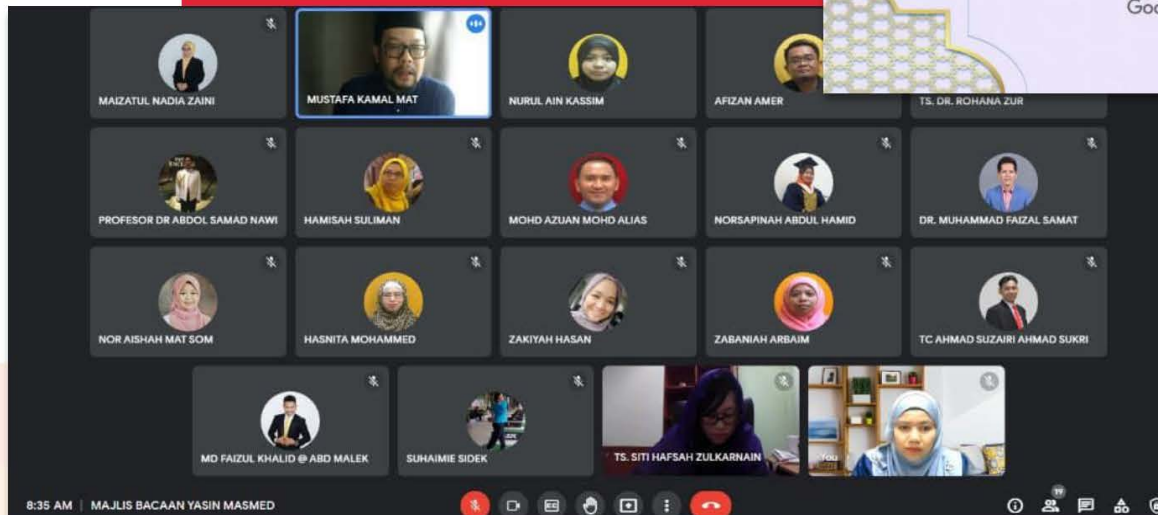 Goo
MAIZATUL NADIA ZAINI
MUSTAFA KAMAL MAT
NURUL AIN KASSIM
AFIZAN AMER
TS. DR. ROHANA ZUR
PROFESOR DR ABDOL SAMAD NAWI
HAMISAH SULIMAN
MOHD AZUAN MOHD ALIAS
NORSAPINAH ABDUL HAMID
DR. MUHAMMAD FAIZAL SAMAT
NOR AISHAH MAT SOM
HASNITA MOHAMMED
ZAKIYAH HASAN
ZABANIAH ARBAIM
TC AHMAD SUZAIRI AHMAD SUKRI
MD FAIZUL KHALID @ ABD MALEK
SUHAIMIE SIDEK
TS. SITI HAFSAH ZULKARNAIN
You
8:35 AM | MAJLIS BACAAN YASIN MASMED
19